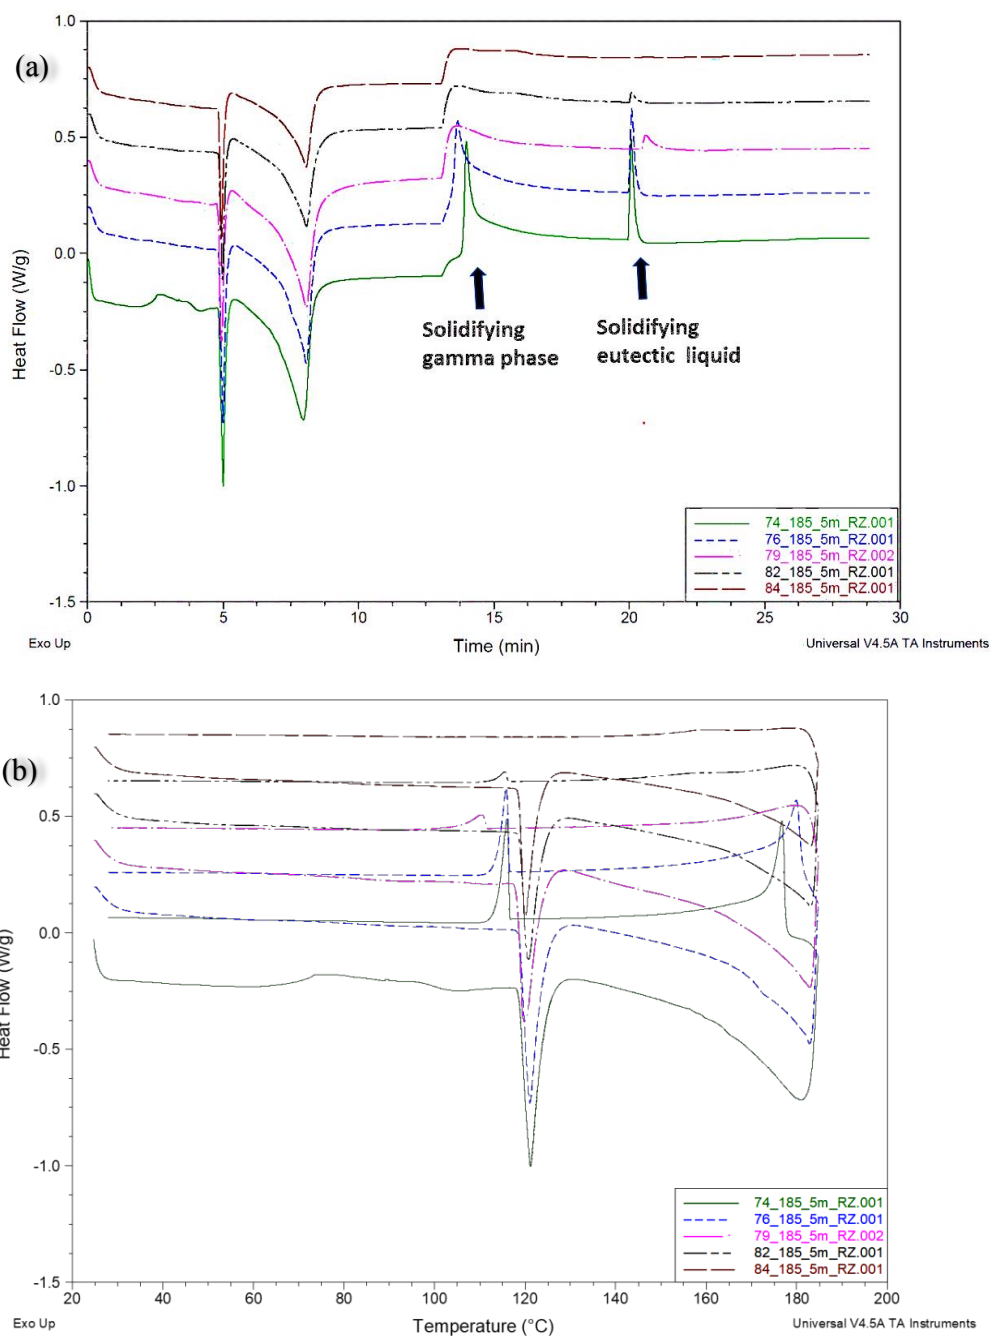 (a)
1.0
0.5
0.0
-0.5
-1.0
-1.5
Heat Flow (W/g)
Solidifying
gamma phase
Solidifying
eutectic liquid
74_185_5m_RZ.001
76_185_5m_RZ.001
79_185_5m_RZ.002
82_185_5m_RZ.001
84_185_5m_RZ.001
0 5 10 15 20 25 30
Exo Up Time (min) Universal V4.5A TA Instruments
(b)
1.0
0.5
0.0
-0.5
-1.0
-1.5
Heat Flow (W/g)
74_185_5m_RZ.001
76_185_5m_RZ.001
79_185_5m_RZ.002
82_185_5m_RZ.001
84_185_5m_RZ.001
20 40 60 80 100 120 140 160 180 200
Exo Up Temperature (°C) Universal V4.5A TA Instruments